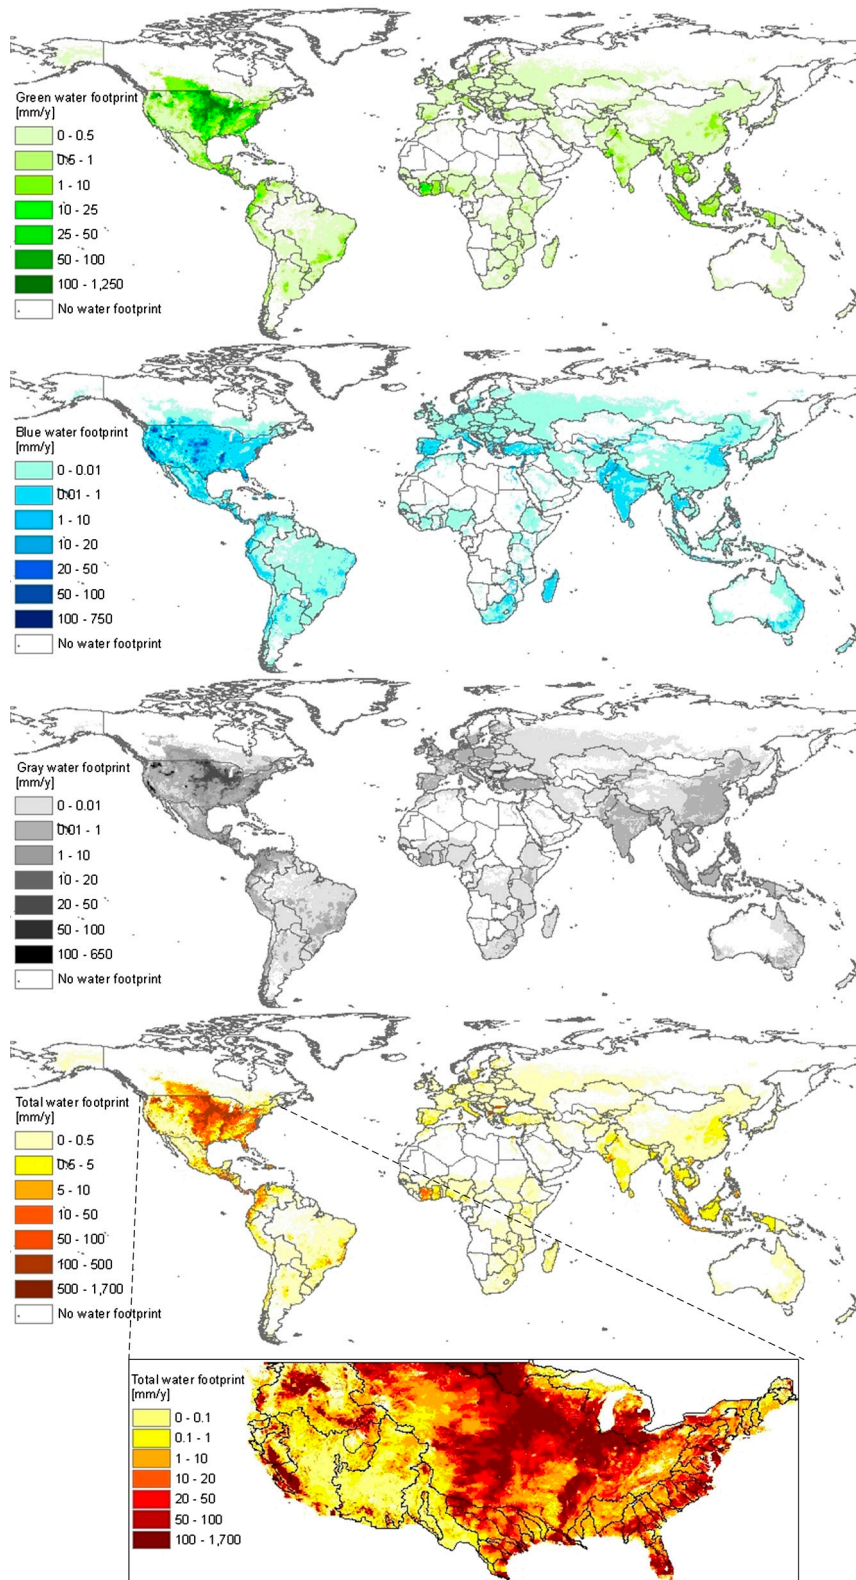 Green water footprint
[mm/y]
0 - 0.5
0.5 - 1
1 - 10
10 - 25
25 - 50
50 - 100
100 - 1,250
No water footprint
Blue water footprint
[mm/y]
0 - 0.01
0.01 - 1
1 - 10
10 - 20
20 - 50
50 - 100
100 - 750
No water footprint
Gray water footprint
[mm/y]
0 - 0.01
0.01 - 1
1 - 10
10 - 20
20 - 50
50 - 100
100 - 650
No water footprint
Total water footprint
[mm/y]
0 - 0.5
0.5 - 5
5 - 10
10 - 50
50 - 100
100 - 500
500 - 1,700
No water footprint
Total water footprint
[mm/y]
0 - 0.1
0.1 - 1
1 - 10
10 - 20
20 - 50
50 - 100
100 - 1,700